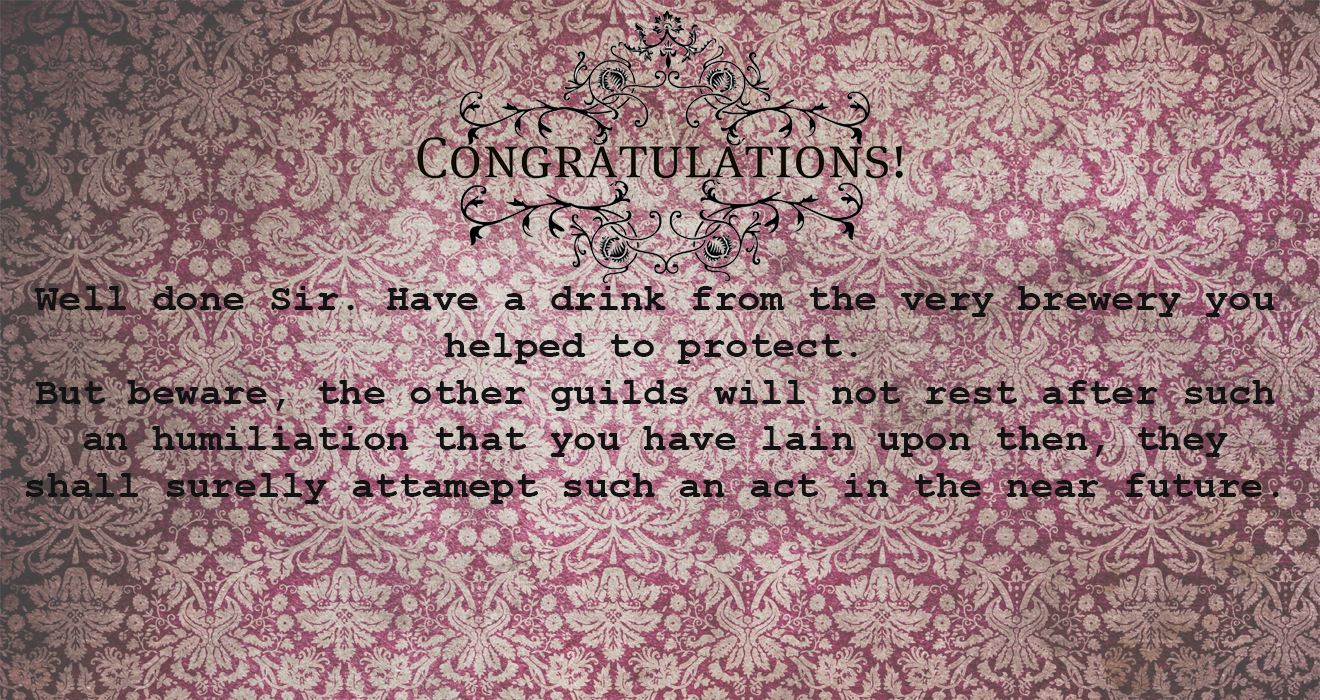 Congratulations!
Well done Sir. Have a drink from the very brewery you
helped to protect.
But beware, the other guilds will not rest after such
an humiliation that you have lain upon then, they
shall surelly attamept such an act in the near future.